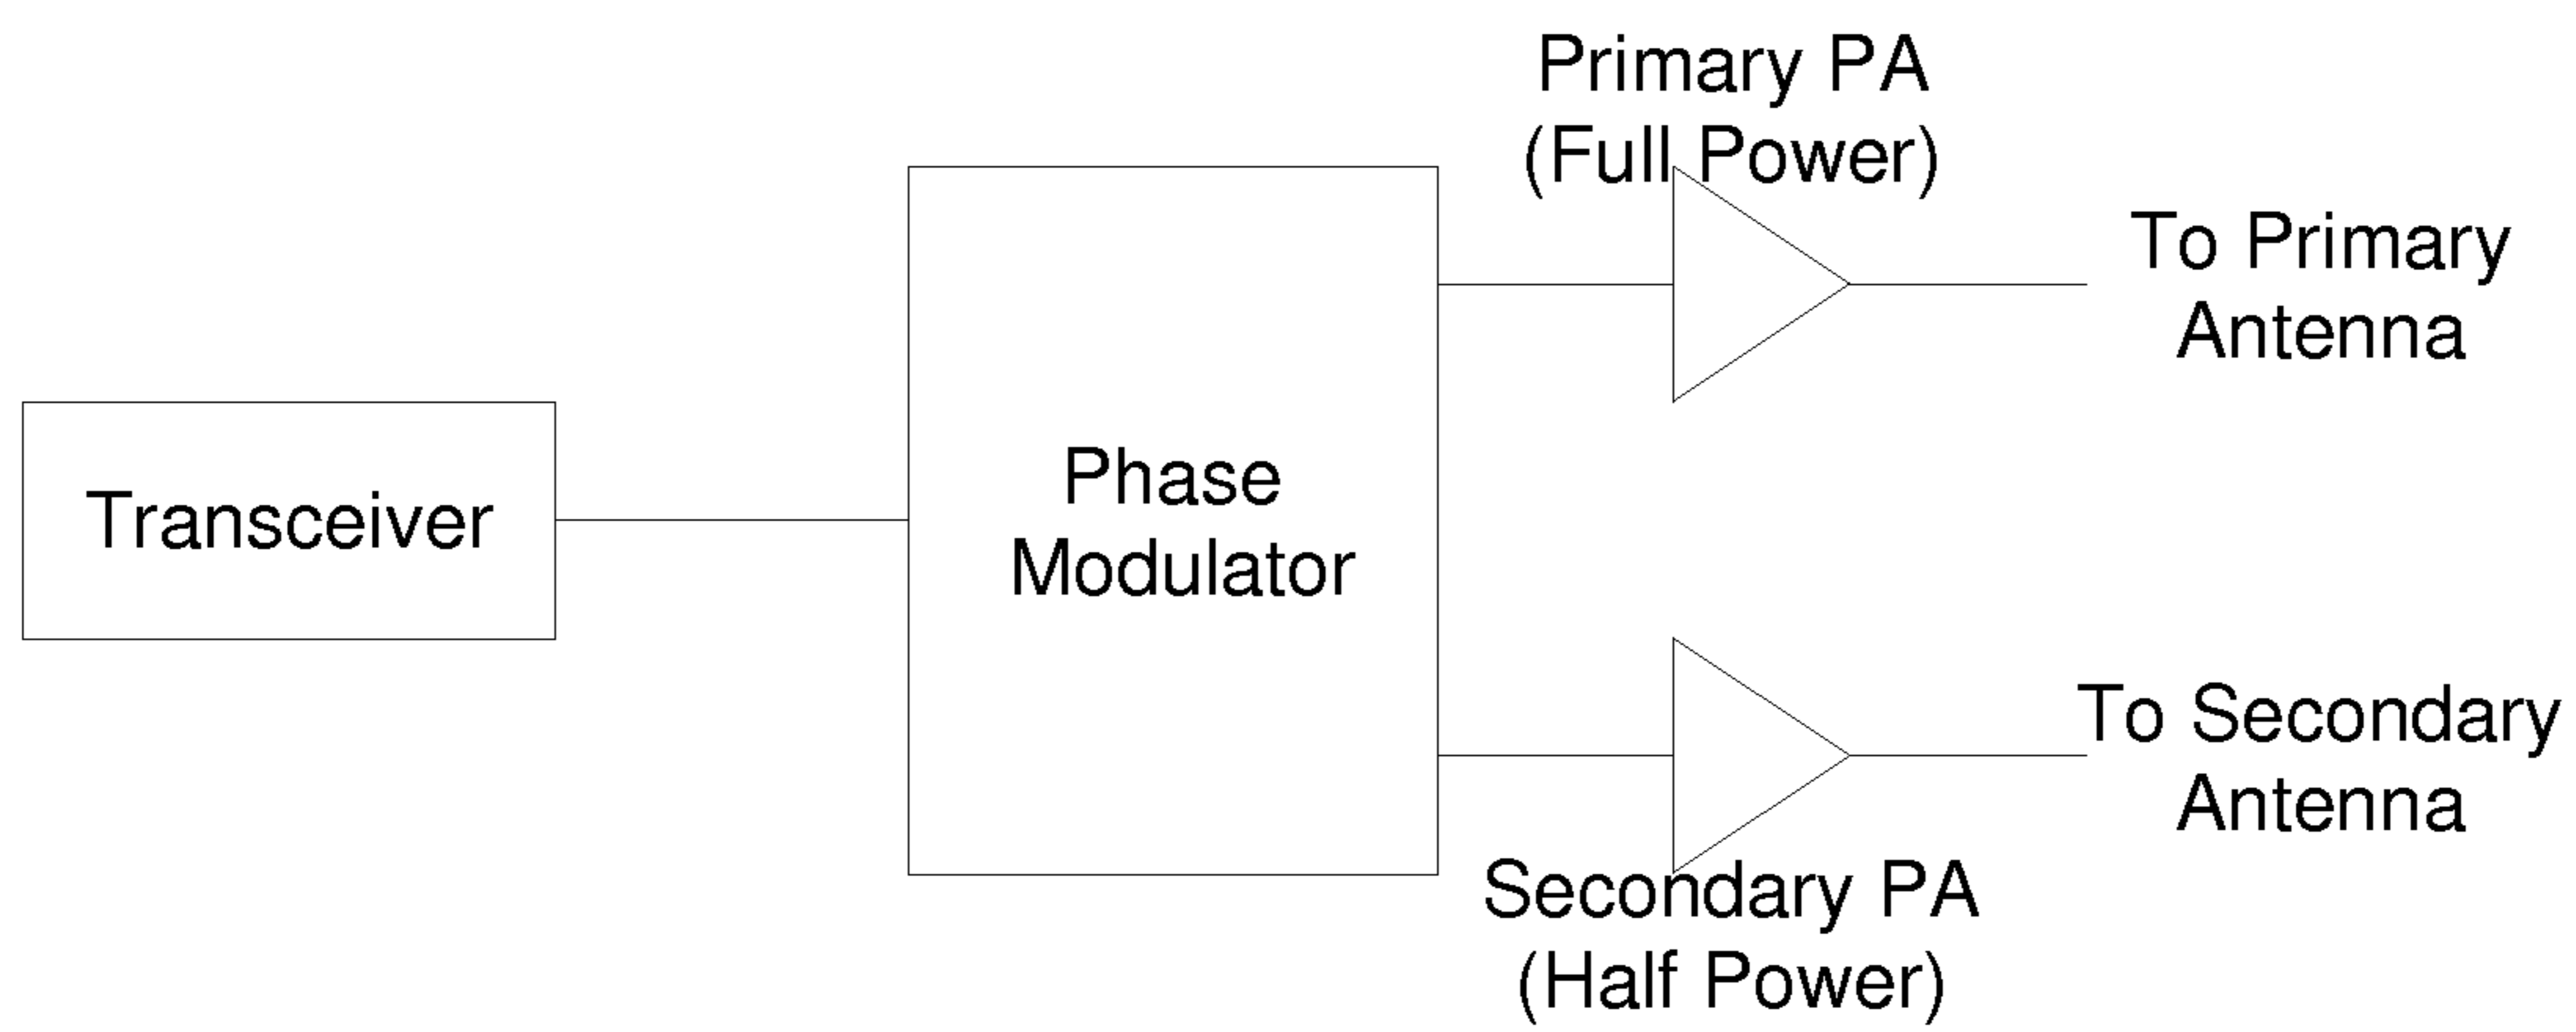 Primary PA
(Full Power)
To Primary
Antenna
Transceiver
Phase
Modulator
To Secondary
Antenna
Secondary PA
(Half Power)